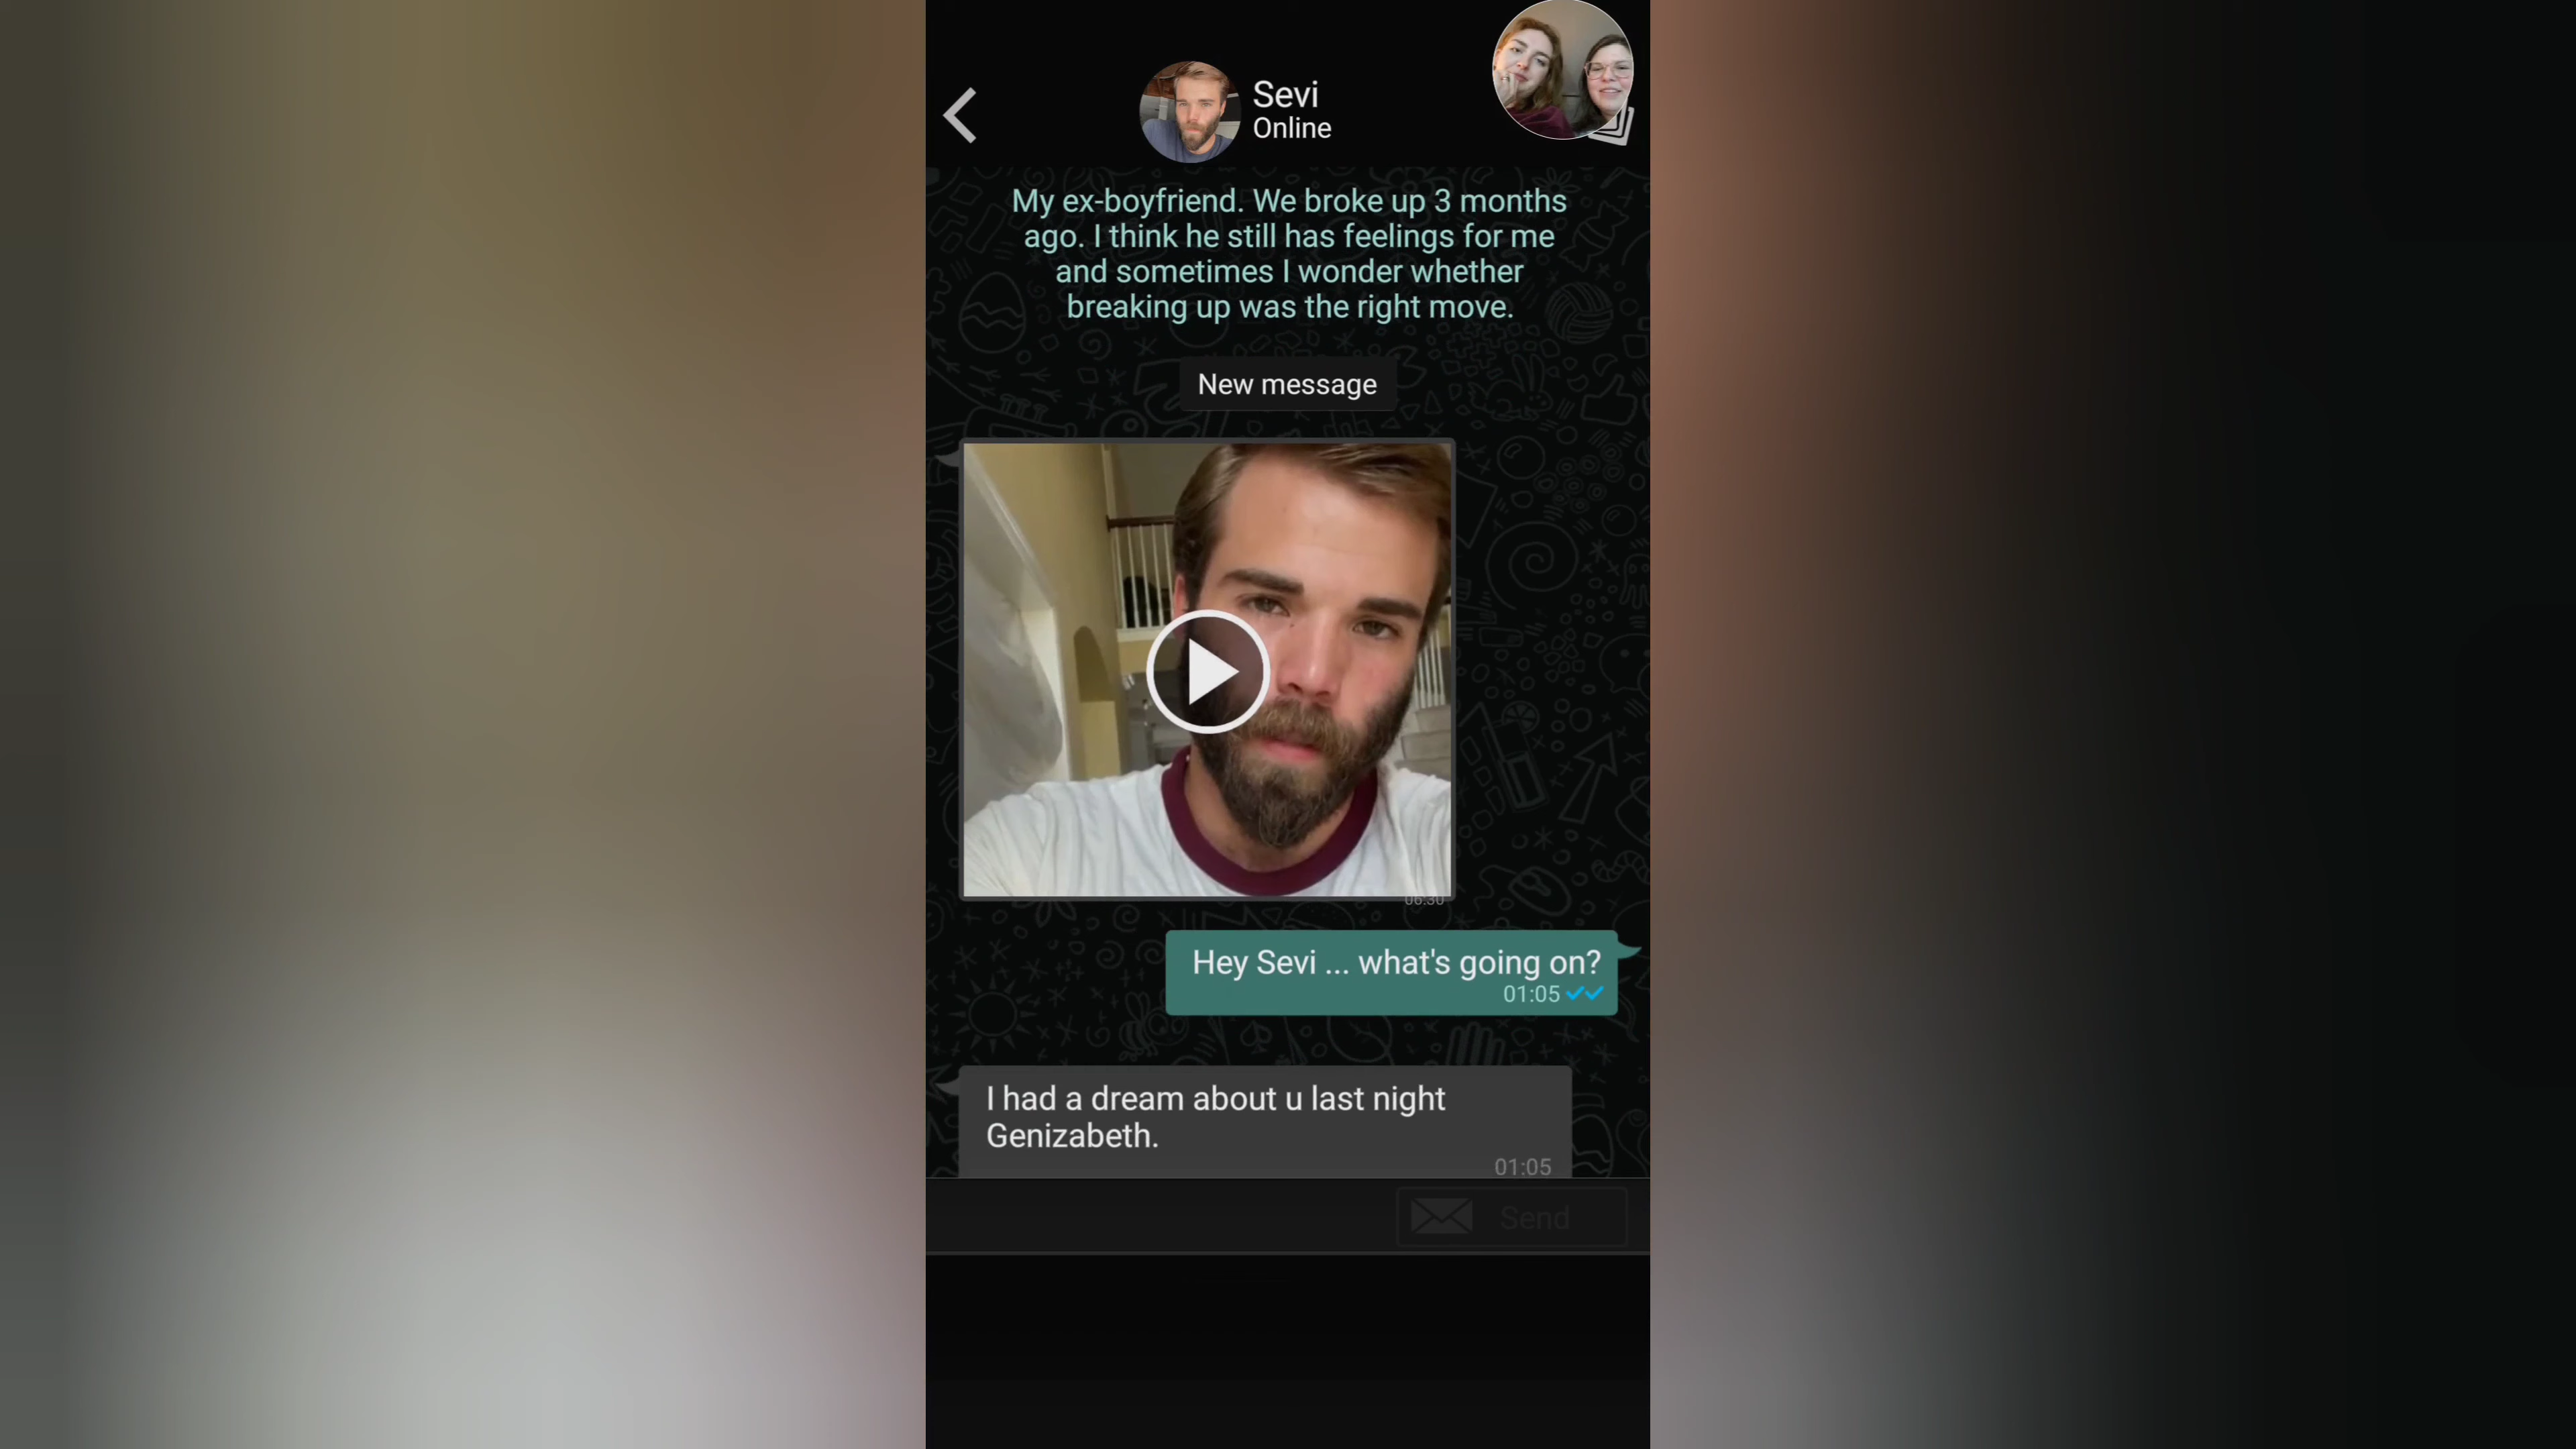 Sevi
Online
My ex-boyfriend. We broke up 3 months
ago. I think he still has feelings for me
and sometimes I wonder whether
breaking up was the right move.
New message
06:30
Hey Sevi ... what's going on?
01:05
I had a dream about u last night
Genizabeth.
01:05
Send